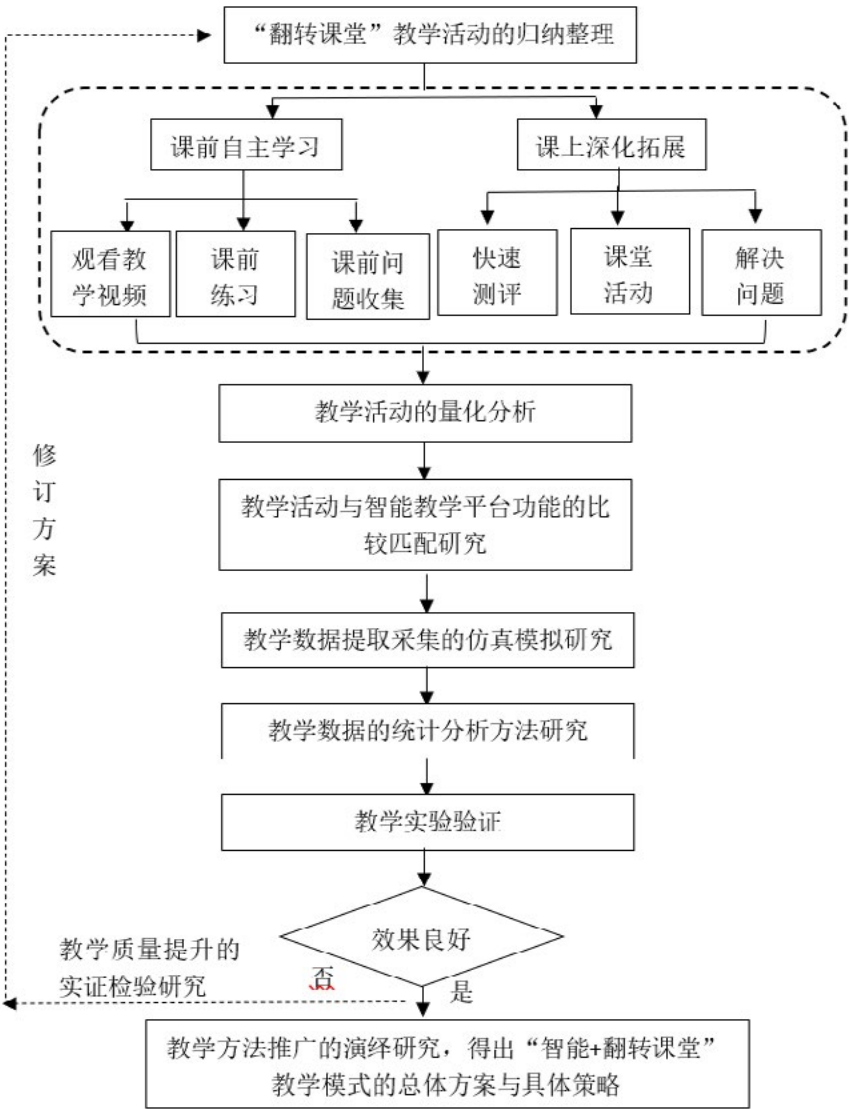 “翻转课堂”教学活动的归纳整理
课前自主学习
课上深化拓展
观看教
学视频
课前
练习
课前问
题收集
快速
测评
课堂
活动
解决
问题
教学活动的量化分析
教学活动与智能教学平台功能的比
较匹配研究
教学数据提取采集的仿真模拟研究
教学数据的统计分析方法研究
教学实验验证
效果良好
否
是
教学质量提升的
实证检验研究
修
订
方
案
教学方法推广的演绎研究，得出“智能+翻转课堂”
教学模式的总体方案与具体策略